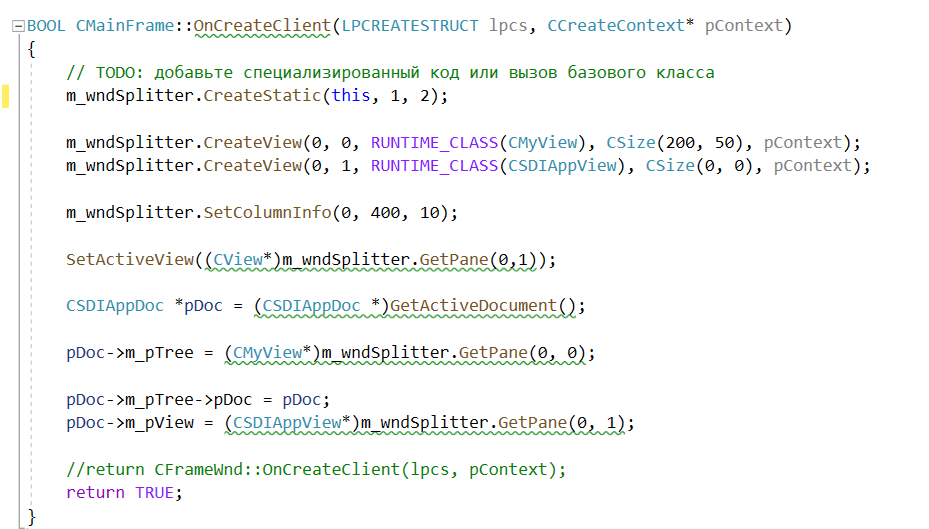 BOOL CMainFrame::OnCreateClient(LPCREATESTRUCT lpcs, CCreateContext* pContext)
{
// TODO: добавьте специализированный код или вызов базового класса
m_wndSplitter.CreateStatic(this, 1, 2);
m_wndSplitter.CreateView(0, 0, RUNTIME_CLASS(CMyView), CSize(200, 50), pContext);
m_wndSplitter.CreateView(0, 1, RUNTIME_CLASS(CSDIAppView), CSize(0, 0), pContext);
m_wndSplitter.SetColumnInfo(0, 400, 10);
SetActiveView((CView*)m_wndSplitter.GetPane(0,1));
CSDIAppDoc *pDoc = (CSDIAppDoc *)GetActiveDocument();
pDoc->m_pTree = (CMyView*)m_wndSplitter.GetPane(0, 0);
pDoc->m_pTree->pDoc = pDoc;
pDoc->m_pView = (CSDIAppView*)m_wndSplitter.GetPane(0, 1);
//return CFrameWnd::OnCreateClient(lpcs, pContext);
return TRUE;
}